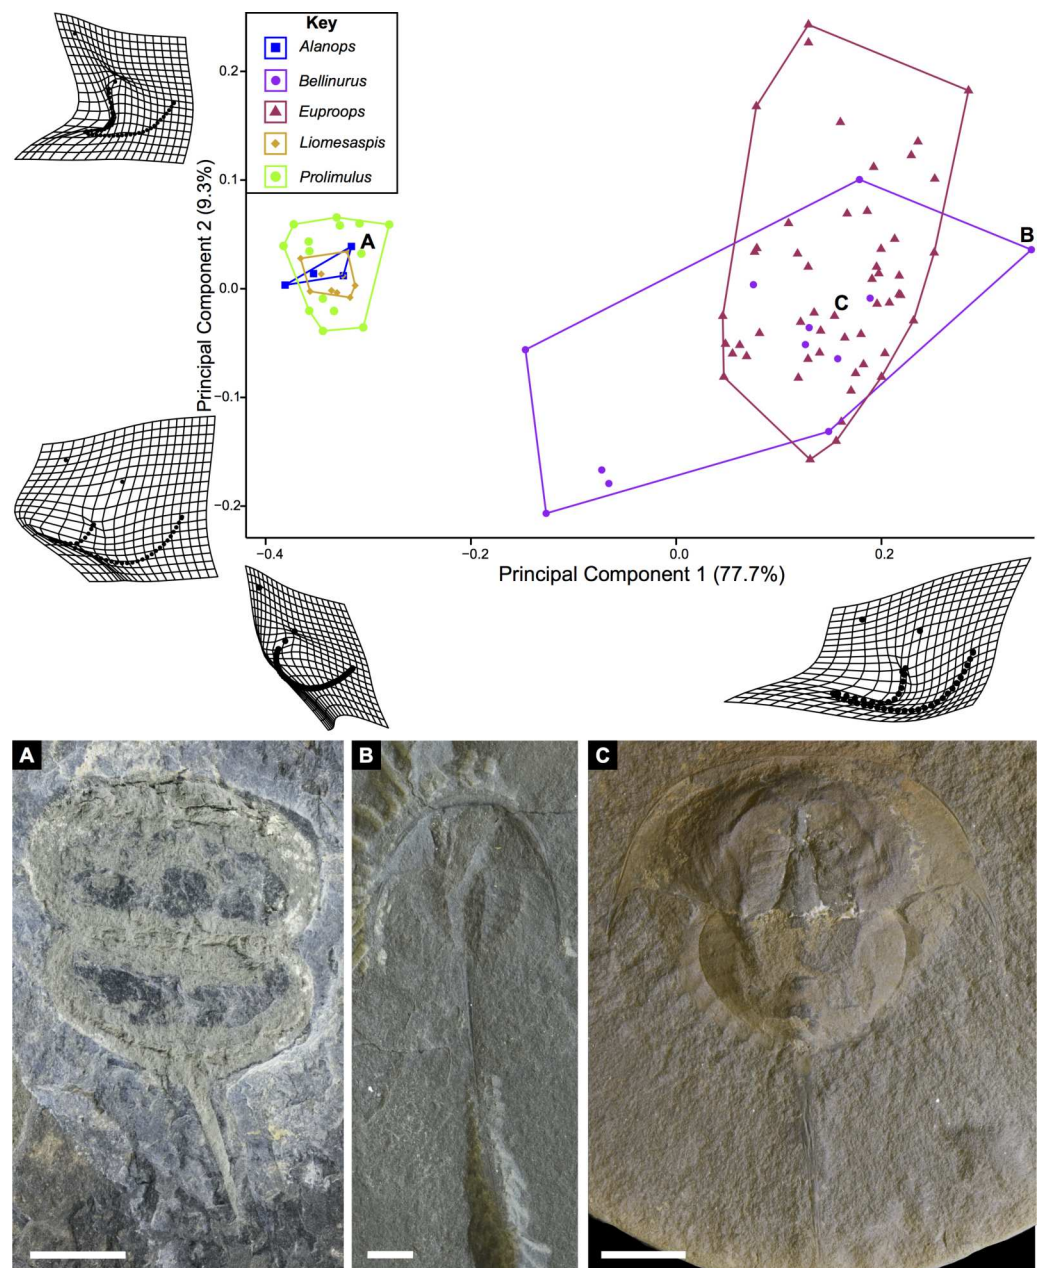 Key
Alanops
Bellinurus
Euproops
Liomesaspis
Prolimulus
Principal Component 2 (9.3%)
0.2
0.1
0.0
−0.1
−0.2
A
B
C
−0.4
−0.2
0.0
0.2
Principal Component 1 (77.7%)
A
B
C